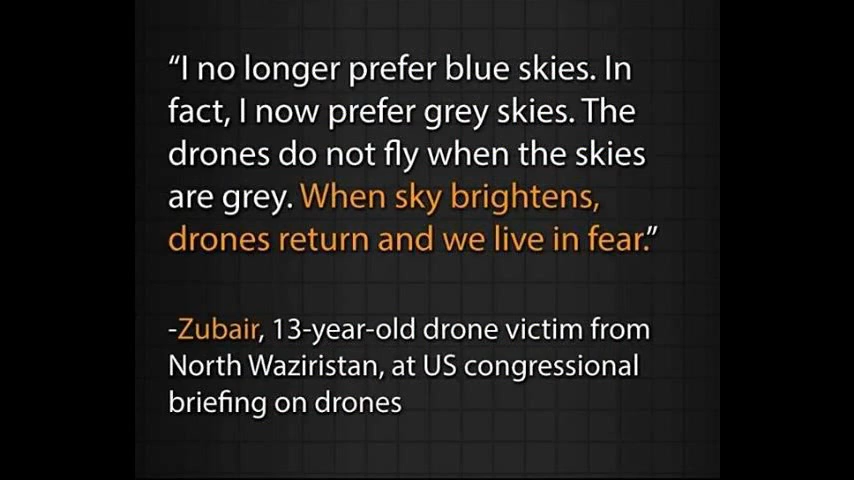 “I no longer prefer blue skies. In
fact, I now prefer grey skies. The
drones do not fly when the skies
are grey. When sky brightens,
drones return and we live in fear.”
-Zubair, 13-year-old drone victim from
North Waziristan, at US congressional
briefing on drones